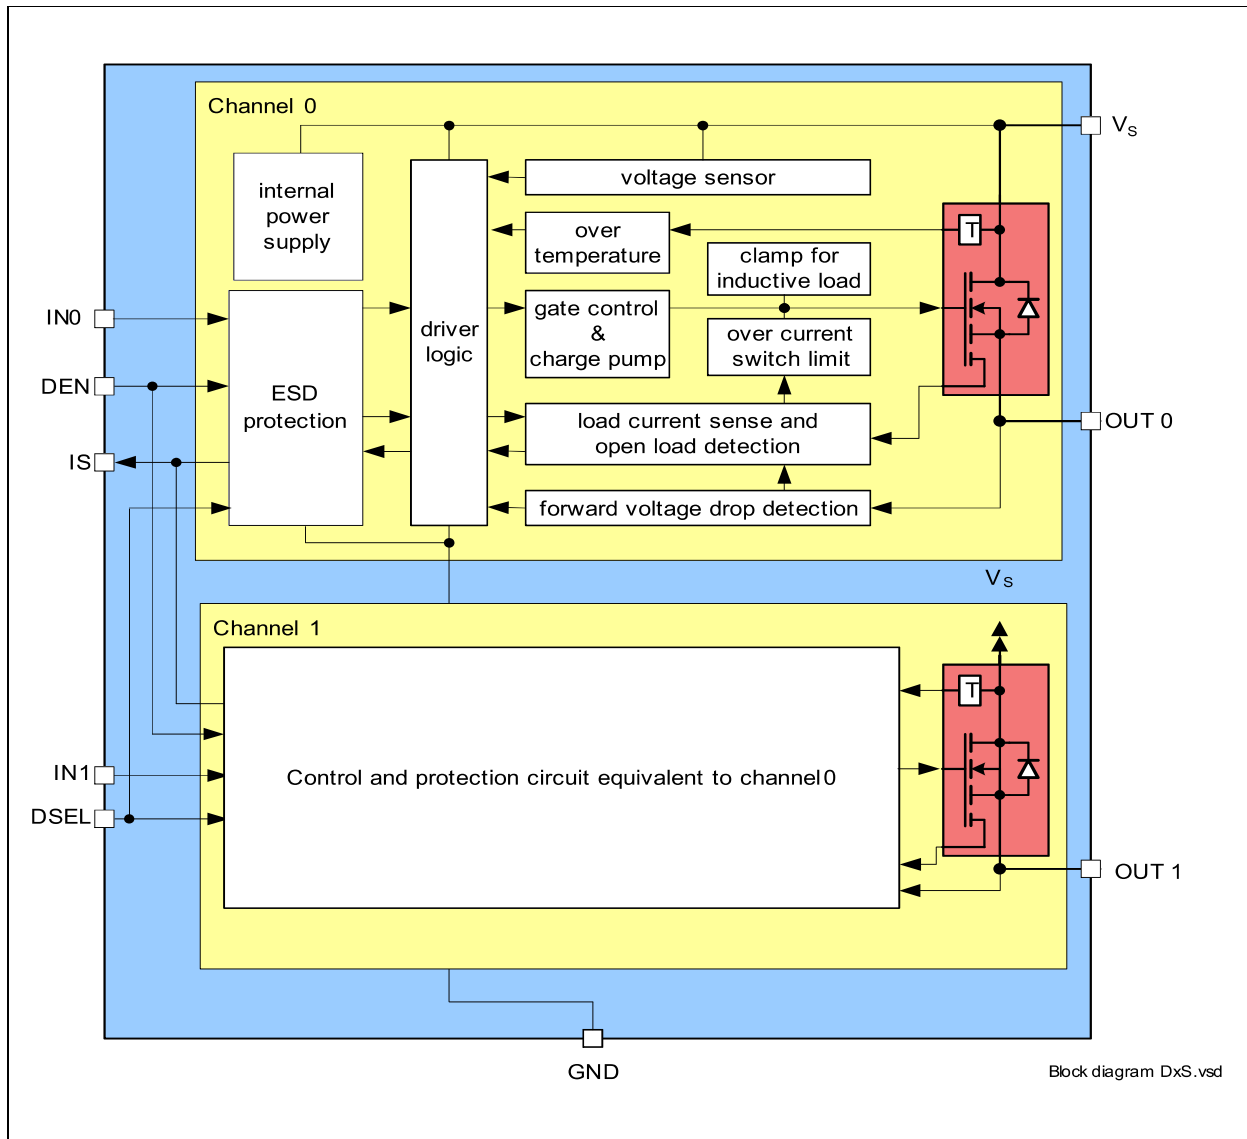 Channel 0
VS
internal
power
supply
voltage sensor
over
temperature
T
clamp for
inductive load
IN0
gate control
&
charge pump
driver
logic
over current
switch limit
DEN
ESD
protection
load current sense and
open load detection
OUT 0
IS
forward voltage drop detection
VS
Channel 1
T
IN1
Control and protection circuit equivalent to channel 0
DSEL
OUT 1
GND
Block diagram DxS.vsd